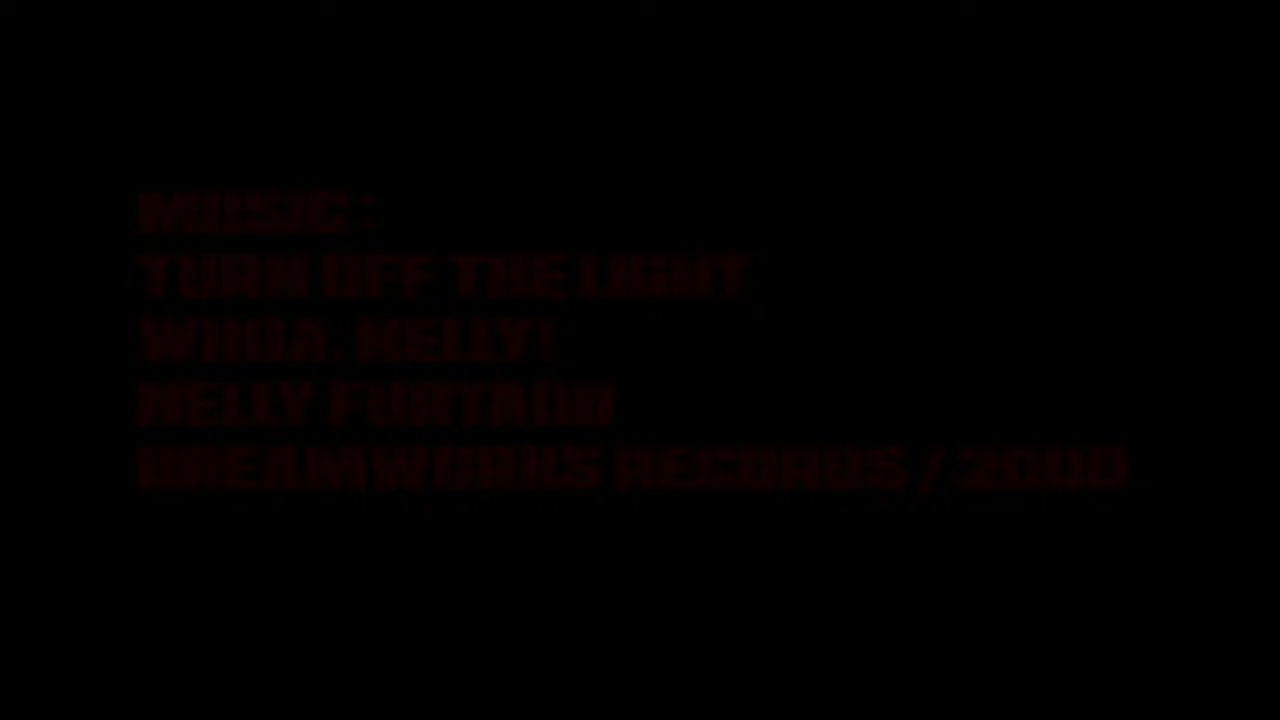 MUSIC :
TURN OFF THE LIGHT
WHOA, NELLY!
NELLY FURTADO
DREAMWORKS RECORDS / 2000